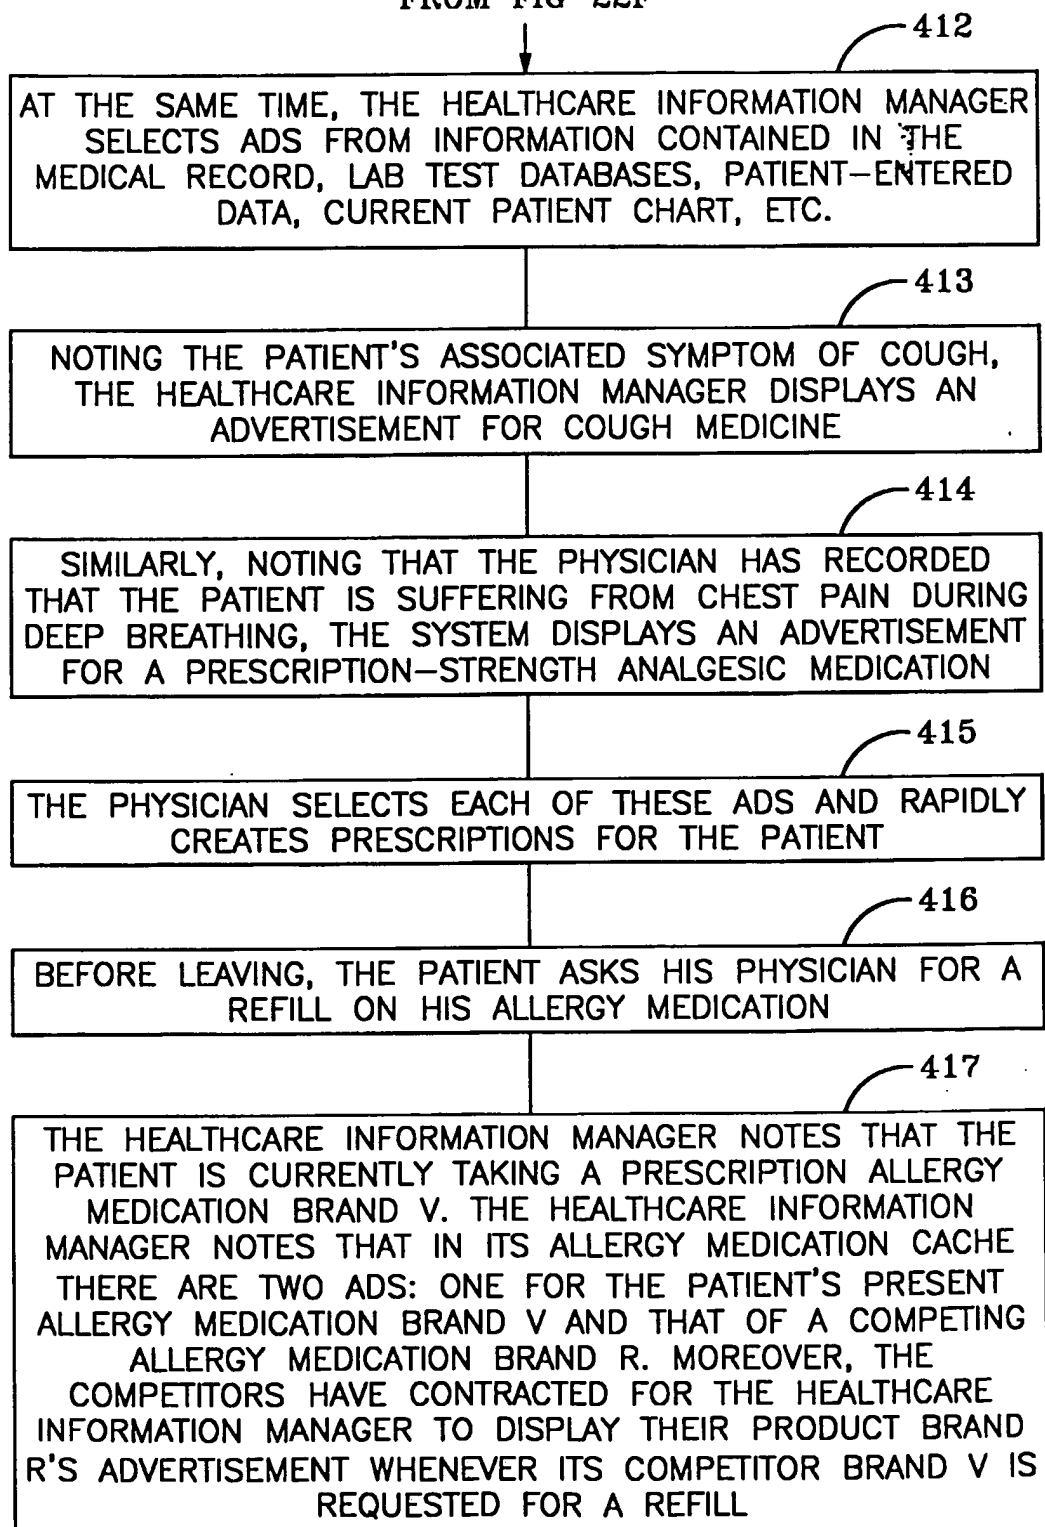 FROM FIG 22F
412
AT THE SAME TIME, THE HEALTHCARE INFORMATION MANAGER
SELECTS ADS FROM INFORMATION CONTAINED IN THE
MEDICAL RECORD, LAB TEST DATABASES, PATIENT-ENTERED
DATA, CURRENT PATIENT CHART, ETC.
413
NOTING THE PATIENT'S ASSOCIATED SYMPTOM OF COUGH,
THE HEALTHCARE INFORMATION MANAGER DISPLAYS AN
ADVERTISEMENT FOR COUGH MEDICINE
414
SIMILARLY, NOTING THAT THE PHYSICIAN HAS RECORDED
THAT THE PATIENT IS SUFFERING FROM CHEST PAIN DURING
DEEP BREATHING, THE SYSTEM DISPLAYS AN ADVERTISEMENT
FOR A PRESCRIPTION-STRENGTH ANALGESIC MEDICATION
415
THE PHYSICIAN SELECTS EACH OF THESE ADS AND RAPIDLY
CREATES PRESCRIPTIONS FOR THE PATIENT
416
BEFORE LEAVING, THE PATIENT ASKS HIS PHYSICIAN FOR A
REFILL ON HIS ALLERGY MEDICATION
417
THE HEALTHCARE INFORMATION MANAGER NOTES THAT THE
PATIENT IS CURRENTLY TAKING A PRESCRIPTION ALLERGY
MEDICATION BRAND V. THE HEALTHCARE INFORMATION
MANAGER NOTES THAT IN ITS ALLERGY MEDICATION CACHE
THERE ARE TWO ADS: ONE FOR THE PATIENT'S PRESENT
ALLERGY MEDICATION BRAND V AND THAT OF A COMPETING
ALLERGY MEDICATION BRAND R. MOREOVER, THE
COMPETITORS HAVE CONTRACTED FOR THE HEALTHCARE
INFORMATION MANAGER TO DISPLAY THEIR PRODUCT BRAND
R'S ADVERTISEMENT WHENEVER ITS COMPETITOR BRAND V IS
REQUESTED FOR A REFILL